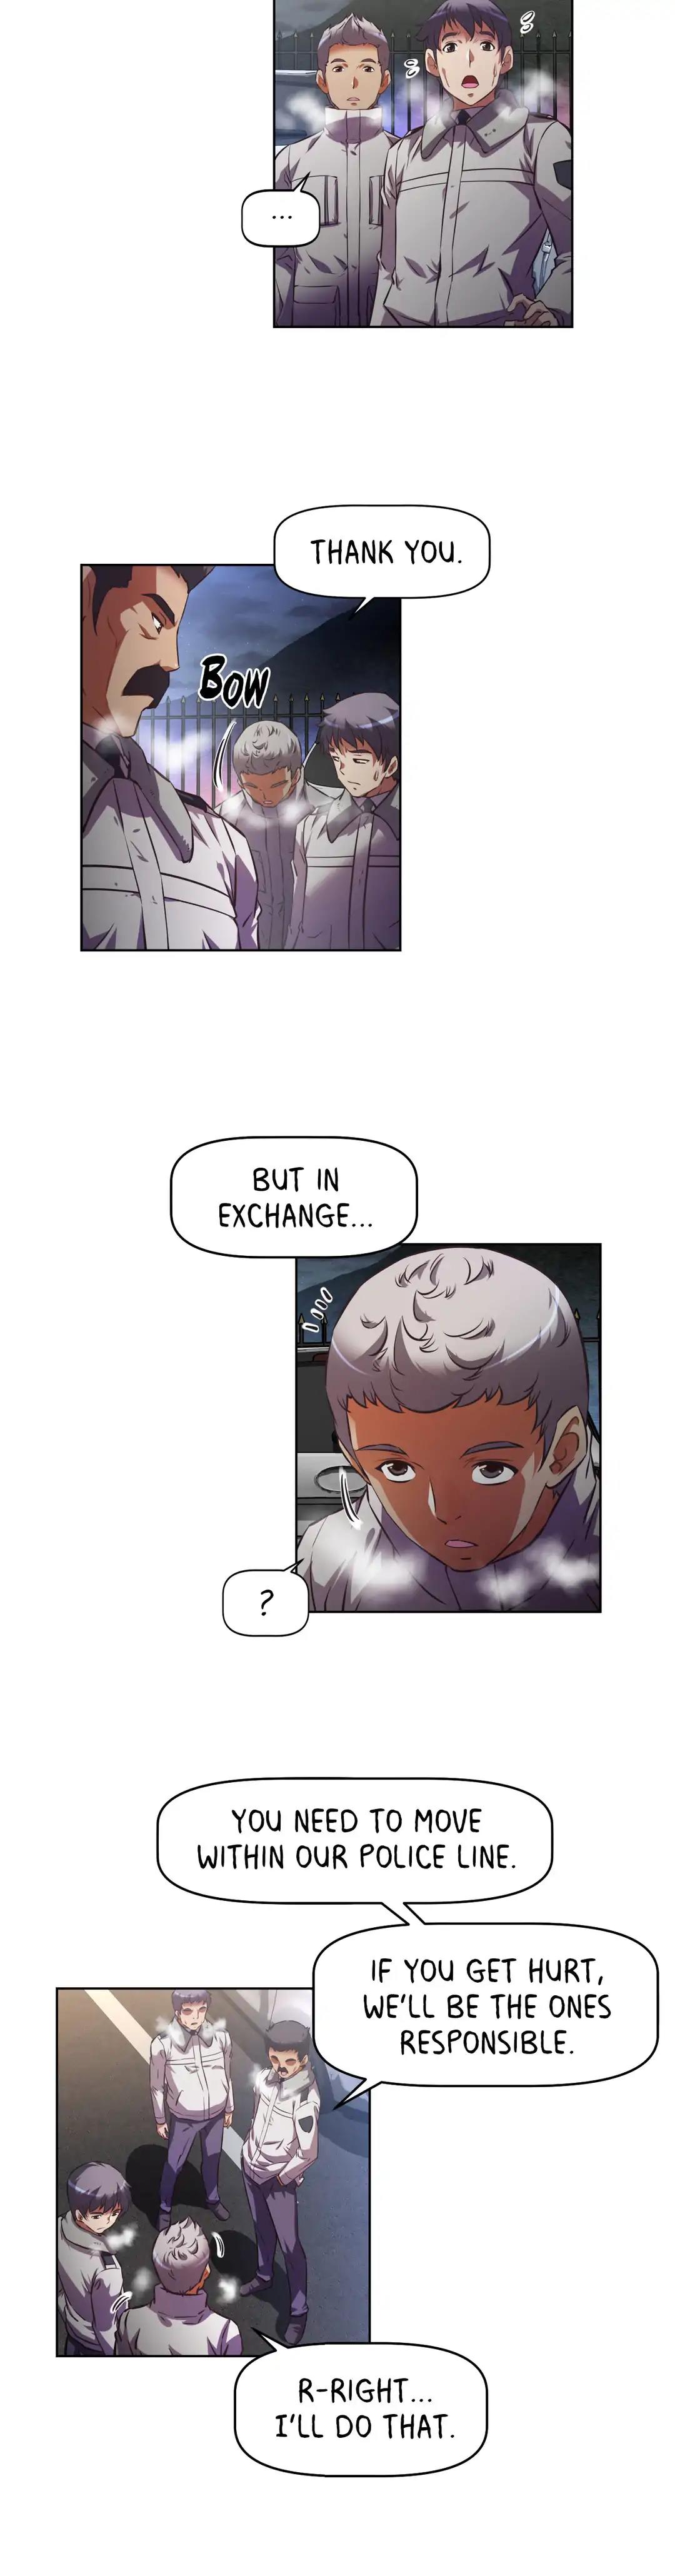 ...
THANK YOU.
BOW
BUT IN
EXCHANGE...
?
YOU NEED TO MOVE
WITHIN OUR POLICE LINE.
IF YOU GET HURT,
WE'LL BE THE ONES
RESPONSIBLE.
R-RIGHT...
I'LL DO THAT.